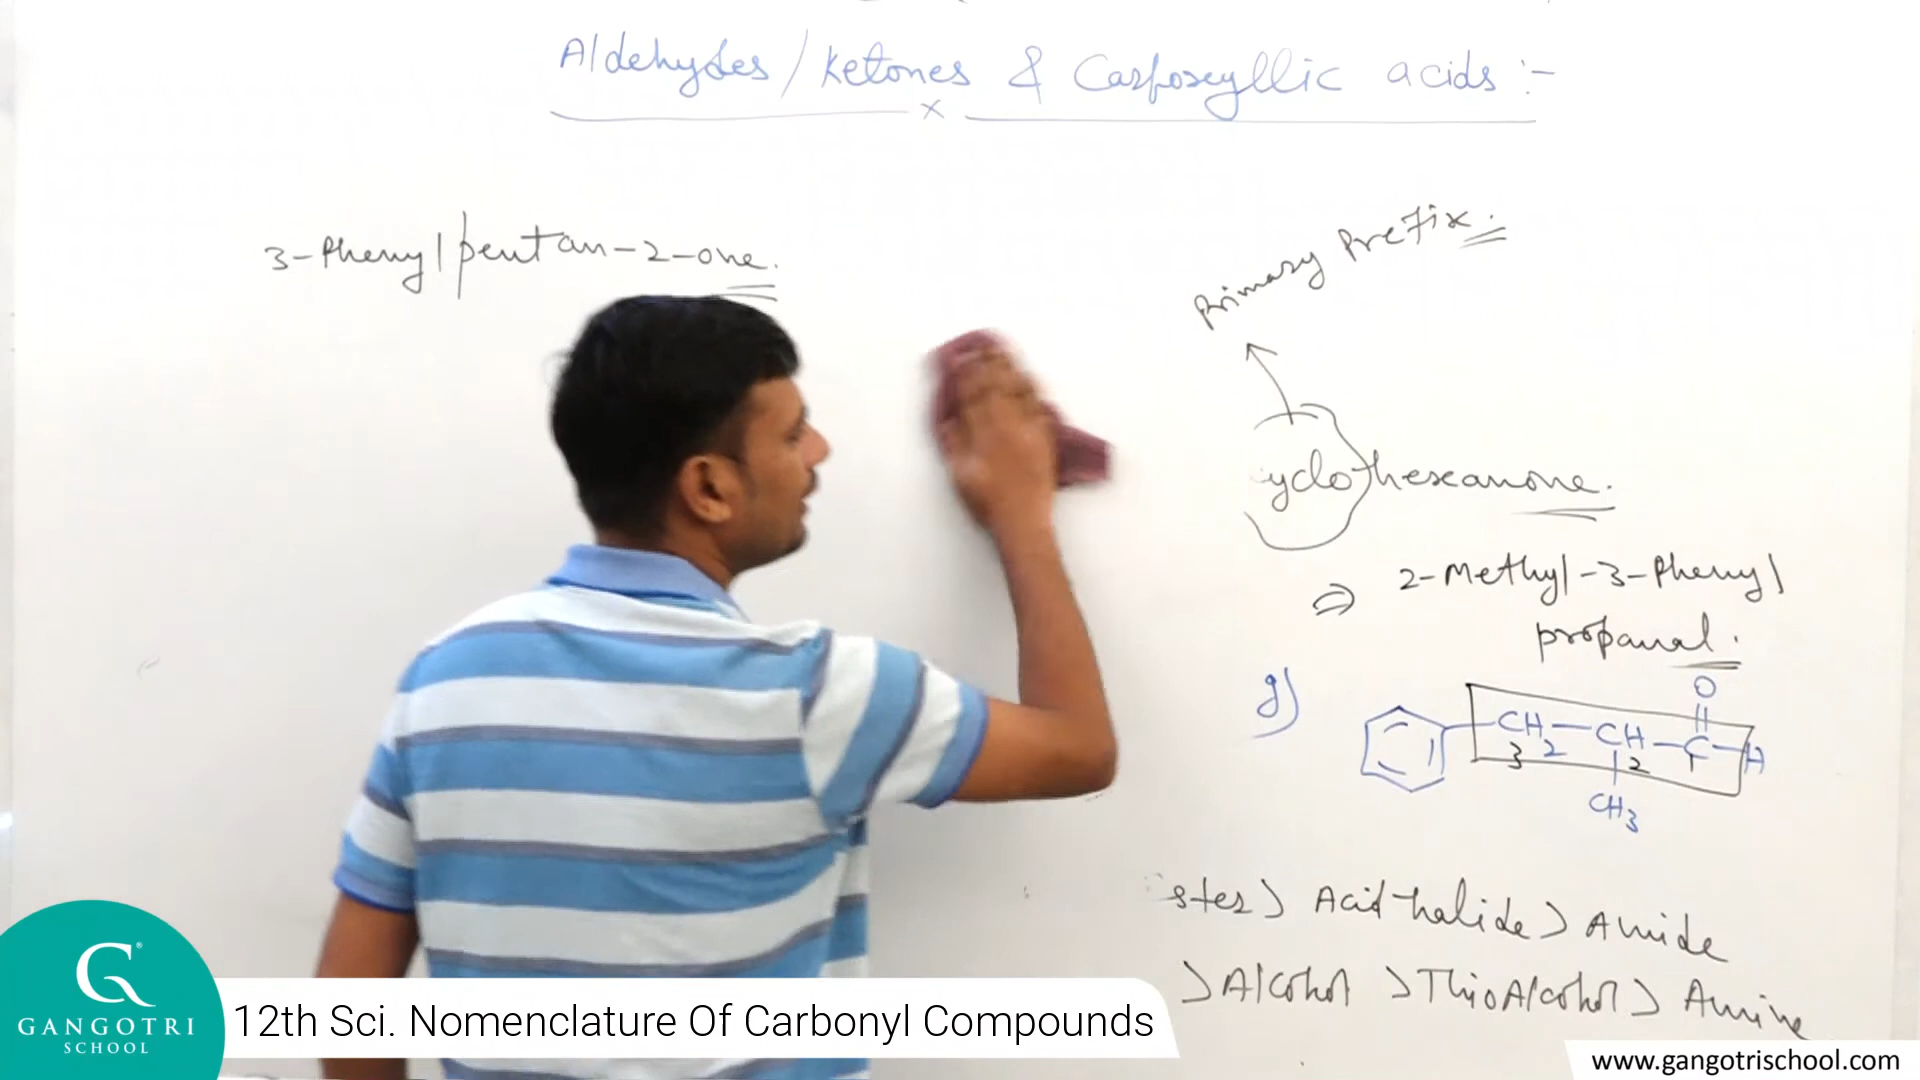 Aldehydes / Ketones & Carboxyllic acids :-
x
3-Phenyl|pentan-2-one.
Primary Prefix.
yclo)hexanone.
⇒ 2-Methyl-3-Phenyl
propanal.
g)
O
CH2—CH—C—H
3 2 1
CH3
ster > Acid halide > Amide
> Alcohol > ThioAlcohol > Amine
G
GANGOTRI
SCHOOL
12th Sci. Nomenclature Of Carbonyl Compounds
www.gangotrischool.com